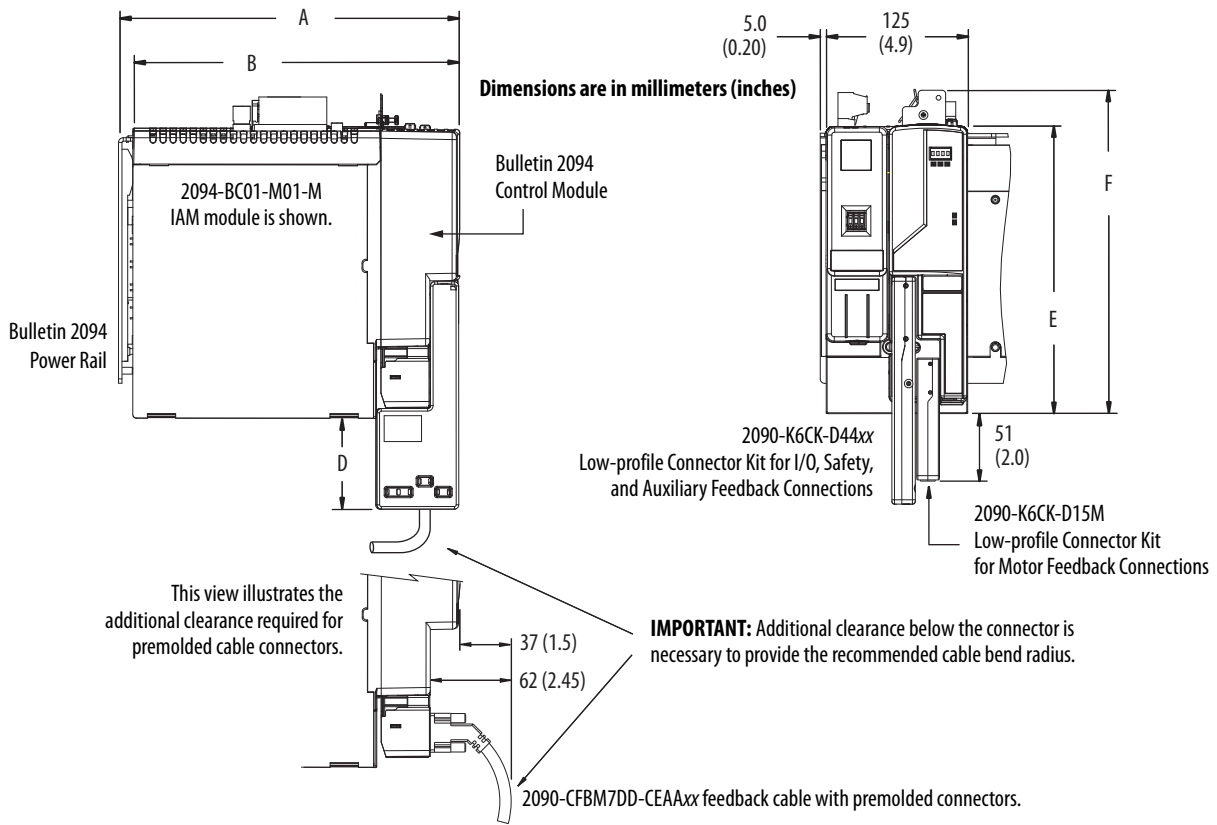 A
B
Dimensions are in millimeters (inches)
5.0
(0.20)
125
(4.9)
2094-BC01-M01-M
IAM module is shown.
Bulletin 2094
Control Module
F
E
Bulletin 2094
Power Rail
D
2090-K6CK-D44xx
Low-profile Connector Kit for I/O, Safety,
and Auxiliary Feedback Connections
51
(2.0)
2090-K6CK-D15M
Low-profile Connector Kit
for Motor Feedback Connections
This view illustrates the
additional clearance required for
premolded cable connectors.
37 (1.5)
62 (2.45)
IMPORTANT: Additional clearance below the connector is
necessary to provide the recommended cable bend radius.
2090-CFBM7DD-CEAAxx feedback cable with premolded connectors.